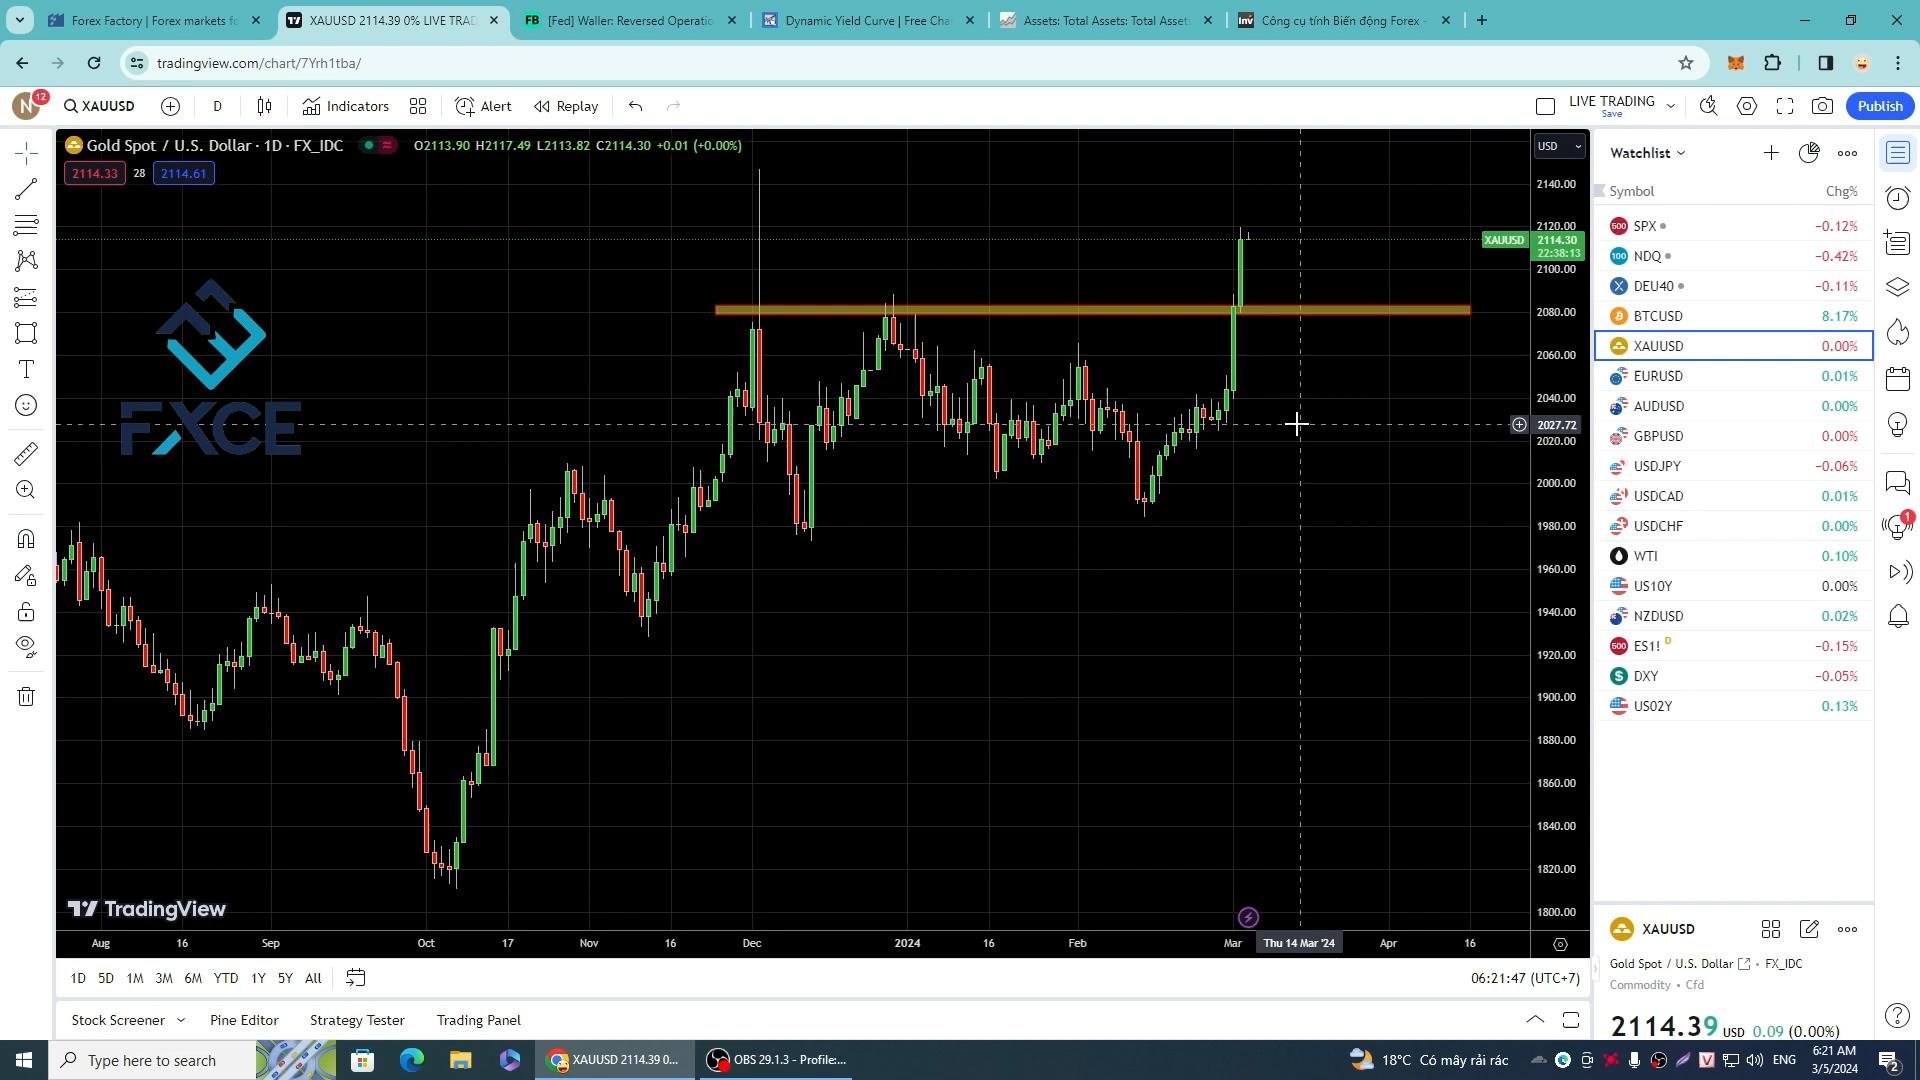 Forex Factory | Forex markets fo
XAUUSD 2114.39 0% LIVE TRAD
FB [Fed] Waller: Reversed Operatio
Dynamic Yield Curve | Free Cha
Assets: Total Assets: Total Asset
Inv Công cụ tính Biến động Forex -
tradingview.com/chart/7Yrh1tba/
N 12 XAUUSD D Indicators Alert Replay LIVE TRADING Save Publish
Gold Spot / U.S. Dollar · 1D · FX_IDC O2113.90 H2117.49 L2113.82 C2114.30 +0.01 (+0.00%)
2114.33 28 2114.61
USD
2140.00
2120.00
XAUUSD 2114.30
22:38:13
2100.00
2080.00
2060.00
2040.00
2027.72
2020.00
2000.00
1980.00
1960.00
1940.00
1920.00
1900.00
1880.00
1860.00
1840.00
1820.00
1800.00
FXCE
TradingView
Aug 16 Sep Oct 17 Nov 16 Dec 2024 16 Feb Mar Thu 14 Mar '24 Apr 16
1D 5D 1M 3M 6M YTD 1Y 5Y All
06:21:47 (UTC+7)
Stock Screener Pine Editor Strategy Tester Trading Panel
Watchlist
Symbol Chg%
500 SPX −0.12%
100 NDQ −0.42%
DEU40 −0.11%
BTCUSD 8.17%
XAUUSD 0.00%
EURUSD 0.01%
AUDUSD 0.00%
GBPUSD 0.00%
USDJPY −0.06%
USDCAD 0.01%
USDCHF 0.00%
WTI 0.10%
US10Y 0.00%
NZDUSD 0.02%
500 ES1! D −0.15%
DXY −0.05%
US02Y 0.13%
1
XAUUSD
Gold Spot / U.S. Dollar • FX_IDC
Commodity • Cfd
2114.39 USD 0.09 (0.00%)
Type here to search
XAUUSD 2114.39 0...
OBS 29.1.3 - Profile:...
18°C Có mây rải rác
ENG
6:21 AM
3/5/2024
2